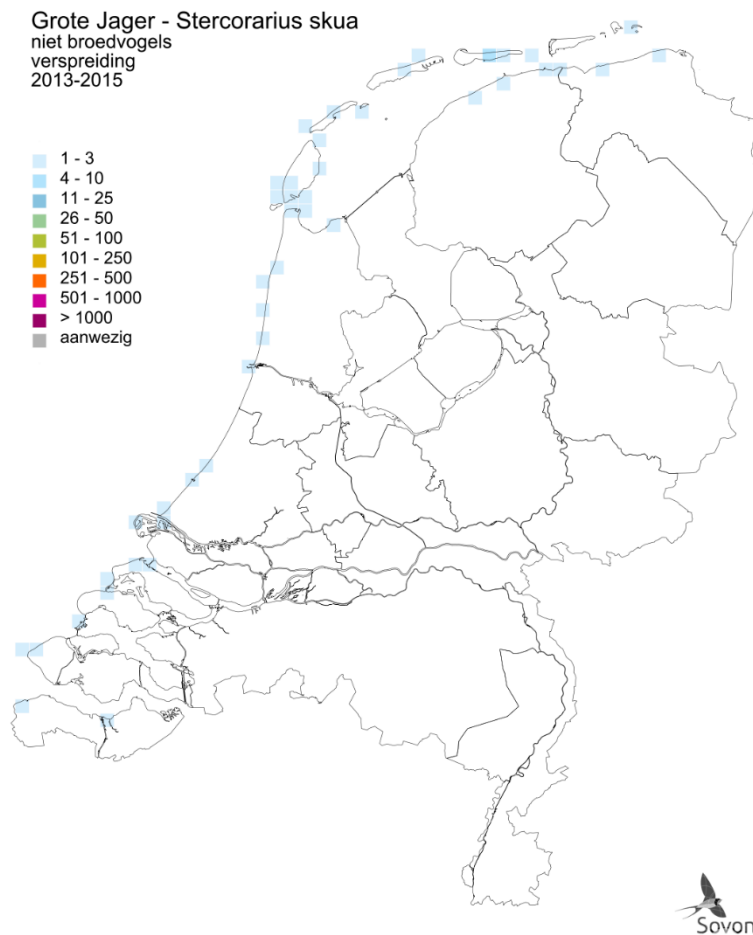 Grote Jager - Stercorarius skua
niet broedvogels
verspreiding
2013-2015
1 - 3
4 - 10
11 - 25
26 - 50
51 - 100
101 - 250
251 - 500
501 - 1000
> 1000
aanwezig
Sovon